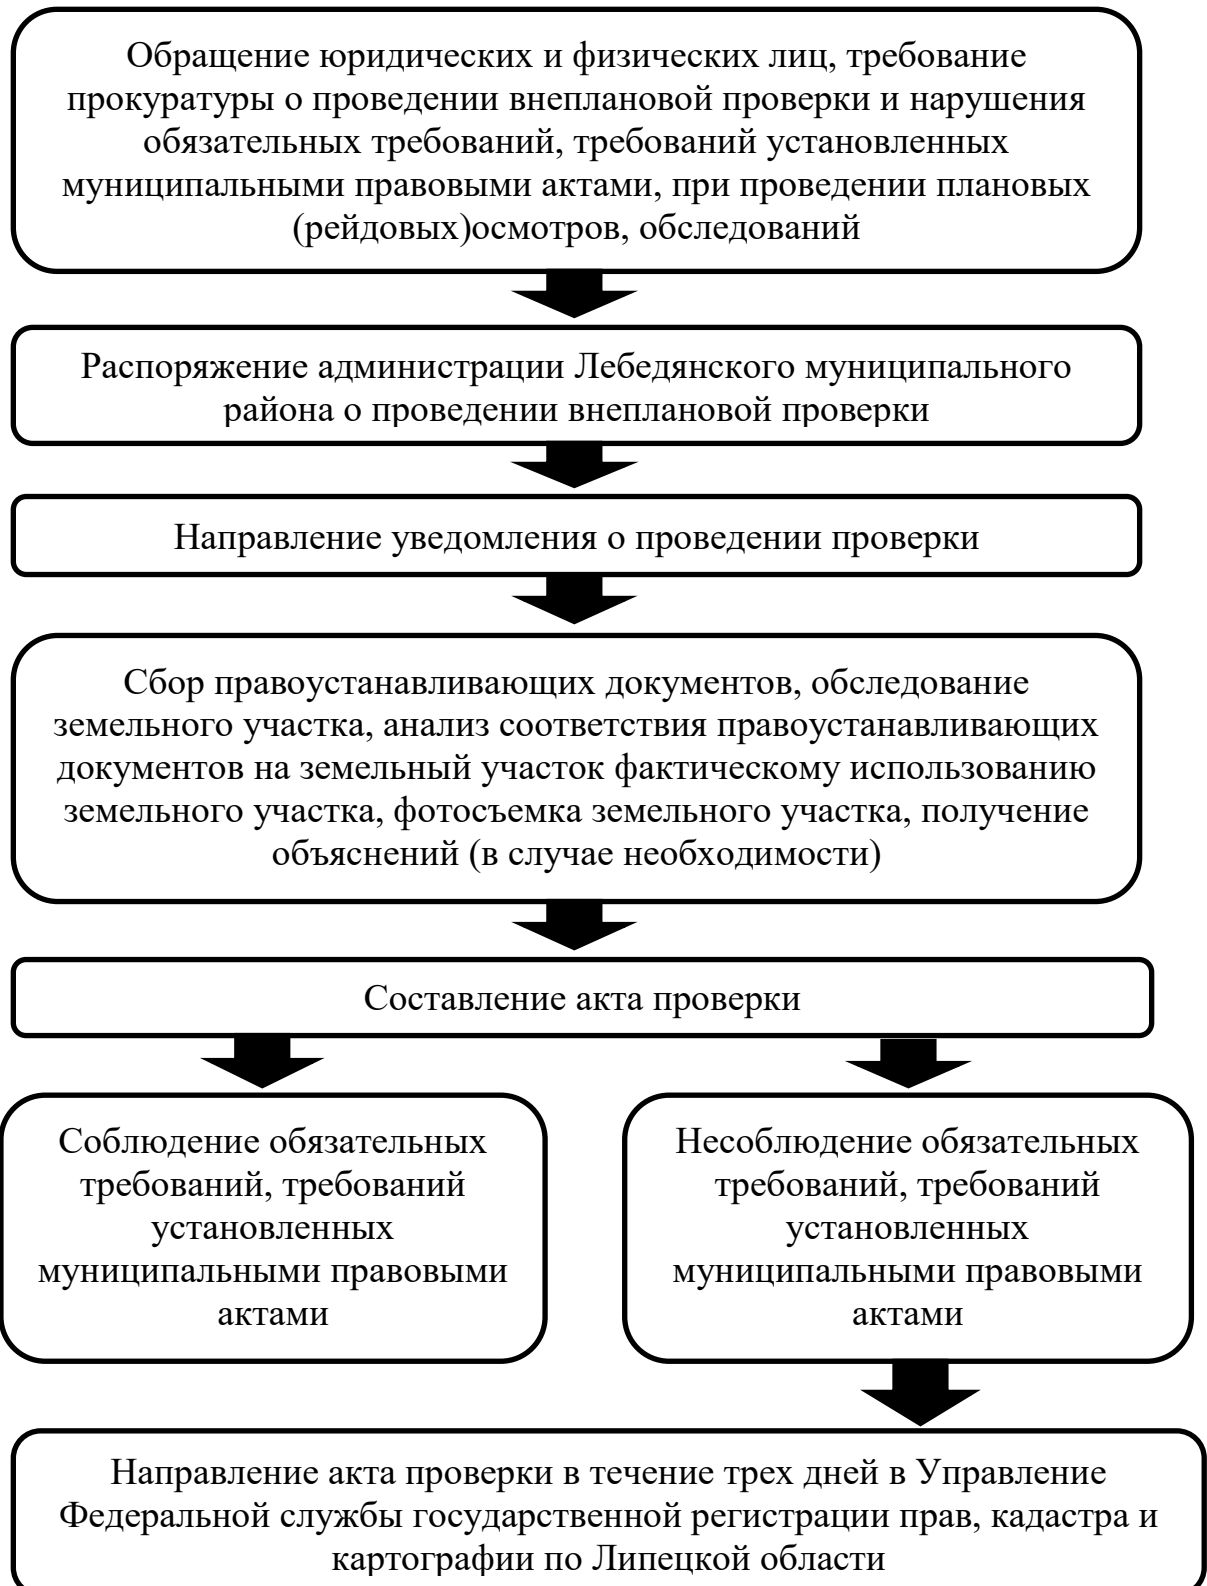 Обращение юридических и физических лиц, требование
прокуратуры о проведении внеплановой проверки и нарушения
обязательных требований, требований установленных
муниципальными правовыми актами, при проведении плановых
(рейдовых)осмотров, обследований
Распоряжение администрации Лебедянского муниципального
района о проведении внеплановой проверки
Направление уведомления о проведении проверки
Сбор правоустанавливающих документов, обследование
земельного участка, анализ соответствия правоустанавливающих
документов на земельный участок фактическому использованию
земельного участка, фотосъемка земельного участка, получение
объяснений (в случае необходимости)
Составление акта проверки
Соблюдение обязательных
требований, требований
установленных
муниципальными правовыми
актами
Несоблюдение обязательных
требований, требований
установленных
муниципальными правовыми
актами
Направление акта проверки в течение трех дней в Управление
Федеральной службы государственной регистрации прав, кадастра и
картографии по Липецкой области